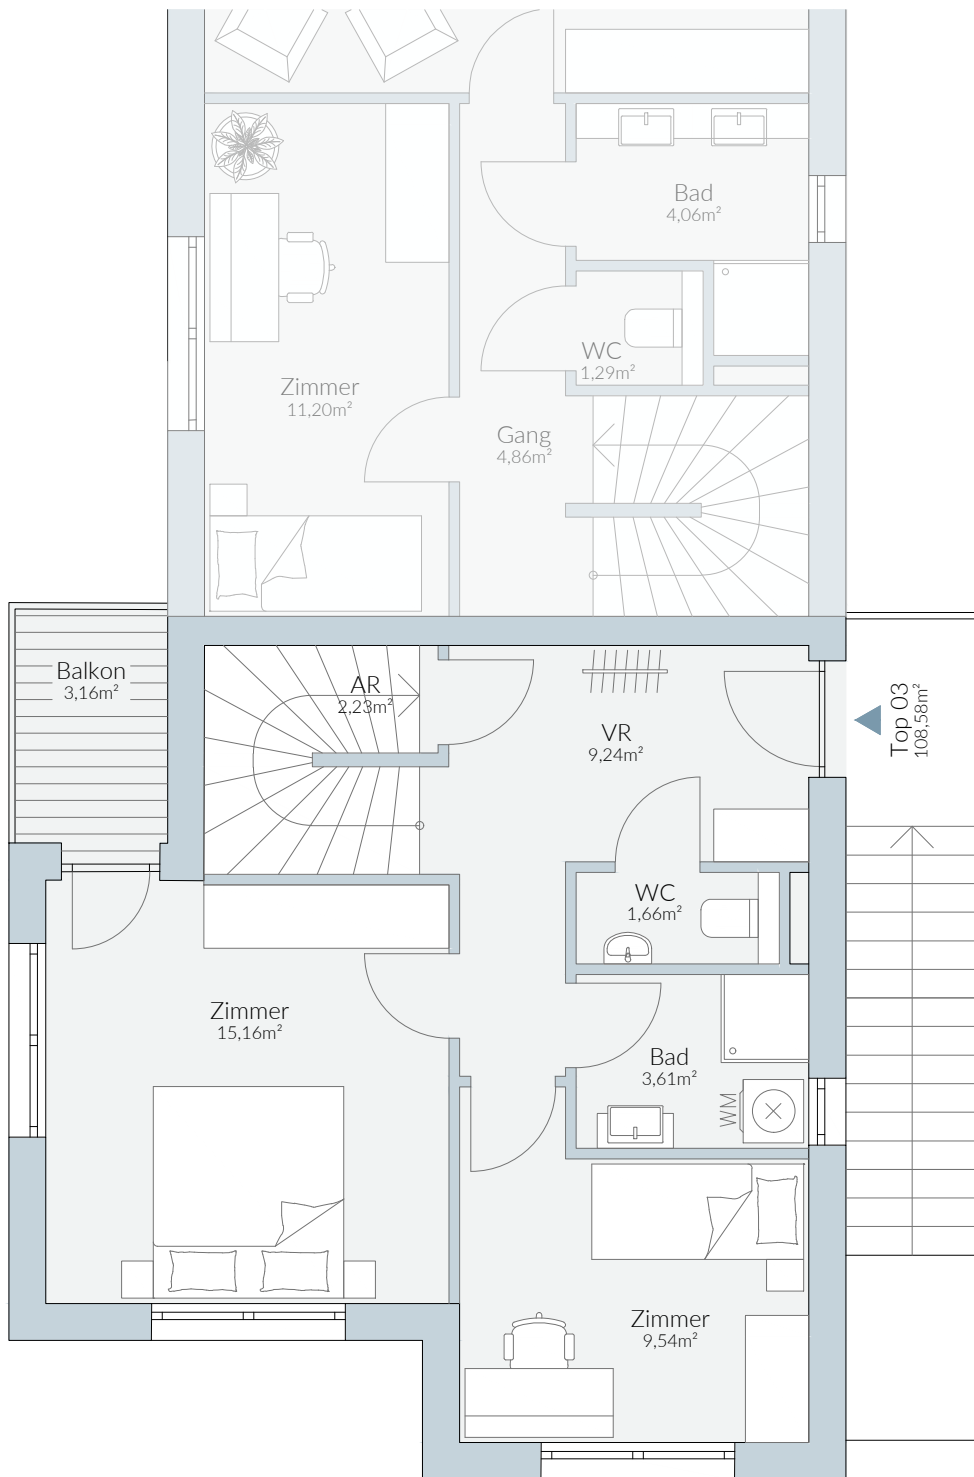 Bad
4,06m²
WC
1,29m²
Zimmer
11,20m²
Gang
4,86m²
Balkon
3,16m²
AR
2,23m²
VR
9,24m²
Top 03
108,58m²
WC
1,66m²
Zimmer
15,16m²
Bad
3,61m²
WM
Zimmer
9,54m²